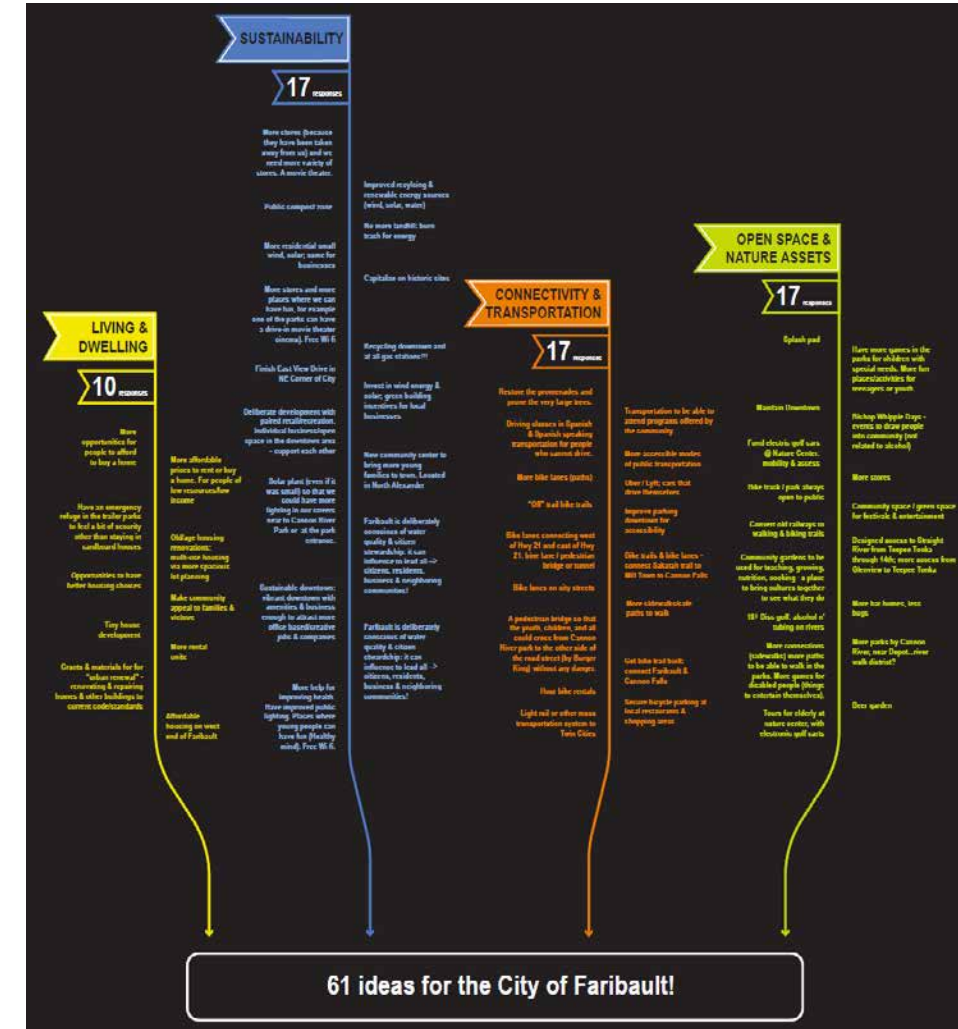 SUSTAINABILITY
17 responses
More stores (because
they have been taken
away from us) and we
need more variety of
stores. A movie theater.
Public compost zone
More residential small
wind, solar; same for
businesses
More stores and more
places where we can
have fun, for example
one of the parks can have
a drive-in movie theater
cinema). Free Wi-fi
Finish East View Drive in
NE Corner of City
Deliberate development with
paired retail/recreation.
Individual business/open
space in the downtown area
- support each other
Solar plant (even if it
was small) so that we
could have more
lighting in our
near to Cannon River
Park or at the park
entrance.
Sustainable downtown:
vibrant downtown with
amenities & business
enough to attract more
office based/creative
jobs & companies
More help for
improving health.
Have improved public
lighting. Places where
young people can
have fun (Healthy
mind). Free Wi-fi.
Improved recycling &
renewable energy sources
(wind, solar, water)
No more landfill: burn
trash for energy
Capitalize on historic sites
Recycling downtown and
at all gas stations!!!
Invest in wind energy &
solar; green building
incentives for local
businesses
New community center to
bring more young
families to town. Located
in North Alexander
Faribault is deliberately
conscious of water
quality & citizen
stewardship: it can
influence to lead all -->
citizens, residents,
business & neighboring
communities!
Faribault is deliberately
conscious of water
quality & citizen
stewardship: it can
influence to lead all -->
citizens, residents,
business & neighboring
communities!
LIVING &
DWELLING
10 responses
More
opportunities for
people to afford
to buy a home
Have an emergency
refuge in the trailer parks
to feel a bit of security
other than staying in
cardboard houses
Opportunities to have
better housing choices
Tiny house
development
Grants & materials for for
"urban renewal" -
renovating & repairing
homes & other buildings to
current code/standards
More affordable
prices to rent or buy
a home. For people of
low resources/low
income
Old/age housing
renovations:
multi-use housing
via more efficient
lot planning
Make community
appeal to families &
visitors
More rental
units
Affordable
housing on west
end of Faribault
CONNECTIVITY &
TRANSPORTATION
17 responses
Restore the promenades and
prune the very large trees.
Driving classes in Spanish
& Spanish speaking
transportation for people
who cannot drive.
More bike lanes (paths)
"Off" trail bike trails
Bike lanes connecting west
of Hwy 21 and east of Hwy
21. bike lane / pedestrian
bridge or tunnel
Bike lanes on city streets
A pedestrian bridge so that
the youth, children, and all
could cross from Cannon
River park to the other side of
the road street (by Burger
King) without any danger.
Hour bike rentals
Light rail or other mass
transportation system to
Twin Cities
Transportation to be able to
attend programs offered by
the community
More accessible modes
of public transportation
Uber / Lyft; cars that
drive themselves
Improve parking
downtown for
accessibility
Bike trails & bike lanes -
connect Sakatah trail to
Mill Town to Cannon Falls
More sidewalks/safe
paths to walk
Get bike trail built:
connect Faribault &
Cannon Falls
Secure bicycle parking at
local restaurants &
shopping areas
OPEN SPACE &
NATURE ASSETS
17 responses
Splash pad
Maintain Downtown
Fund electric golf cars
@ Nature Center.
mobility & access
Bike track / park always
open to public
Convert old railways to
walking & biking trails
Community gardens to be
used for teaching, growing,
nutrition, cooking - a place
to bring cultures together
to see what they do
18! Disc golf, alcohol n'
tubing on rivers
More connections
(sidewalks) more paths
to be able to walk in the
parks. More games for
disabled people (things
to entertain themselves).
Tours for elderly at
nature center, with
electronic golf carts
Have more games in the
parks for children with
special needs. More fun
places/activities for
teenagers or youth
Bishop Whipple Days -
events to draw people
into community (not
related to alcohol)
More stores
Community space / green space
for festivals & entertainment
Designed access to Straight
River from Teepee Tonka
through 14th; more access from
Glenview to Teepee Tonka
More bat homes, less
bugs
More parks by Cannon
River, near Depot...river
walk district?
Deer garden
61 ideas for the City of Faribault!